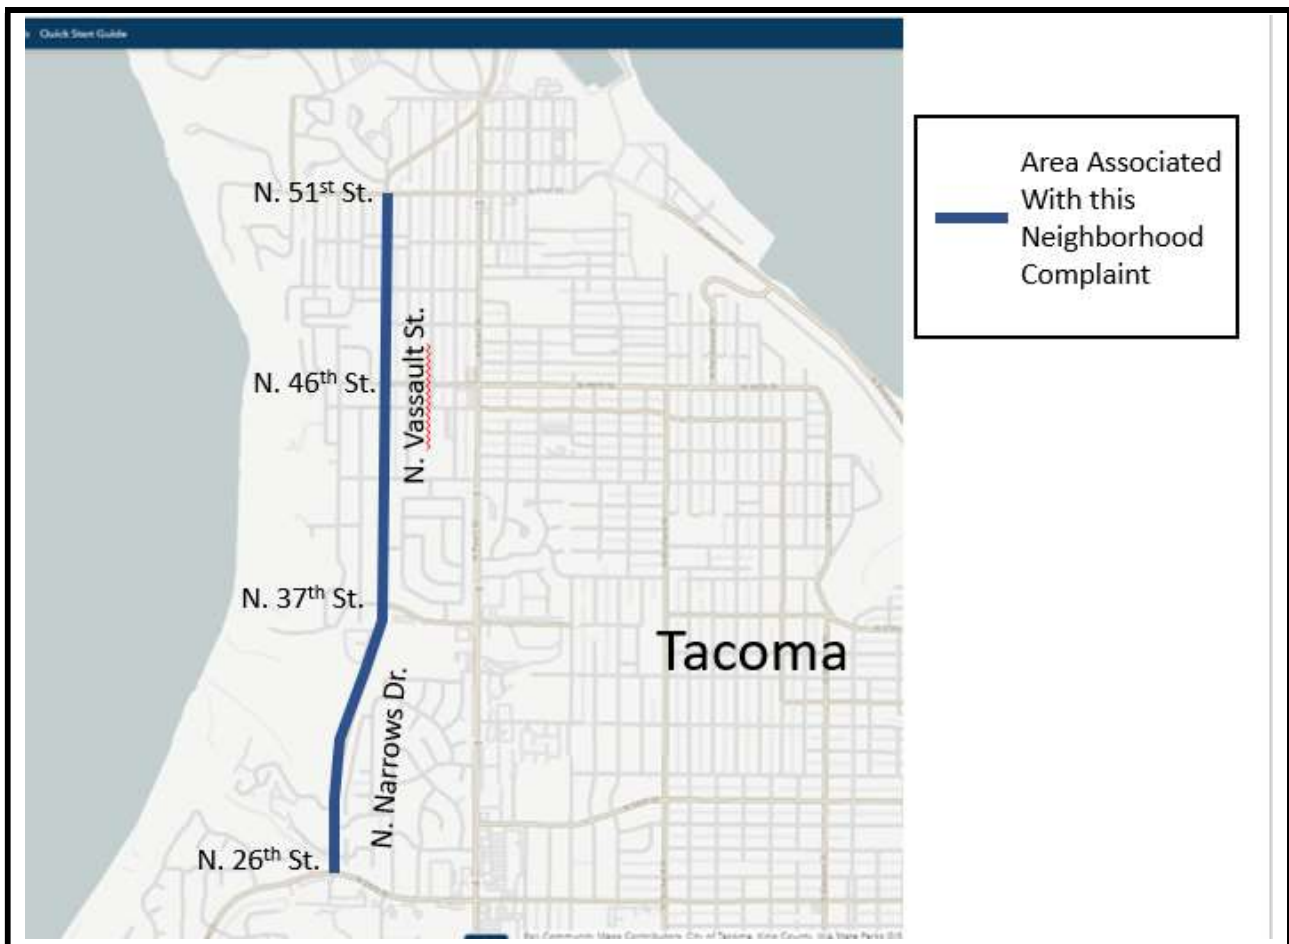 Quick Start Guide
N. 51st St.
Area Associated
With this
Neighborhood
Complaint
N. Vassault St.
N. 46th St.
N. 37th St.
Tacoma
N. Narrows Dr.
N. 26th St.